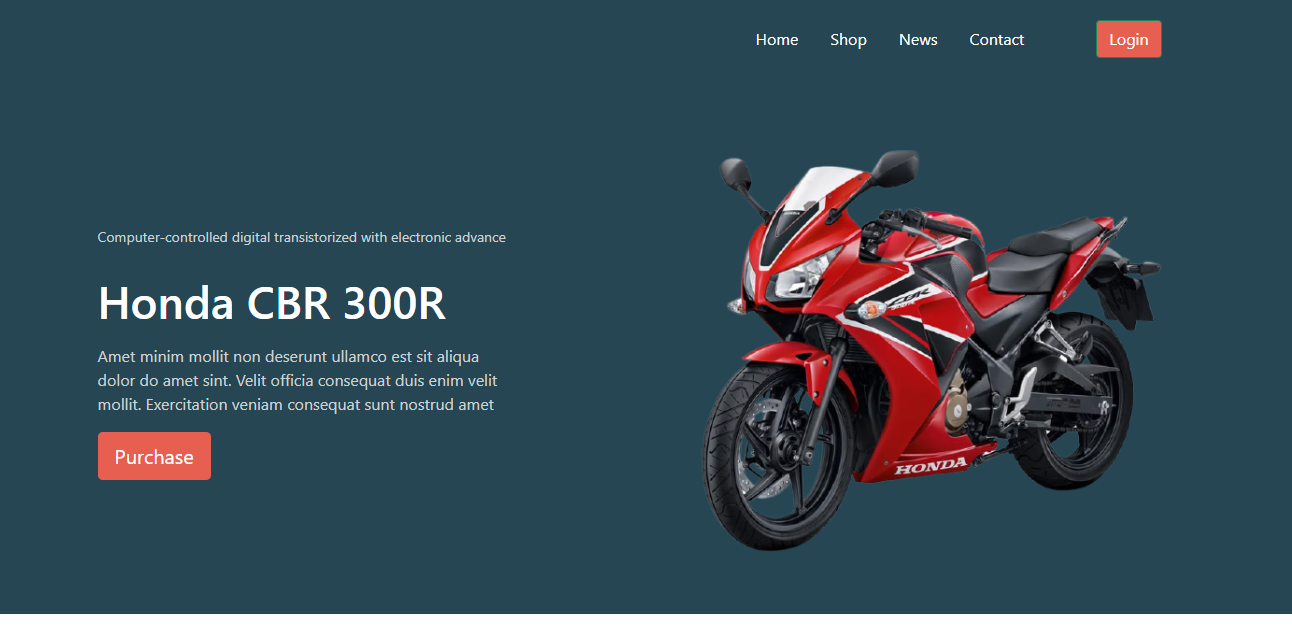 Home Shop News Contact Login
Computer-controlled digital transistorized with electronic advance
Honda CBR 300R
Amet minim mollit non deserunt ullamco est sit aliqua
dolor do amet sint. Velit officia consequat duis enim velit
mollit. Exercitation veniam consequat sunt nostrud amet
Purchase
CBR
HONDA